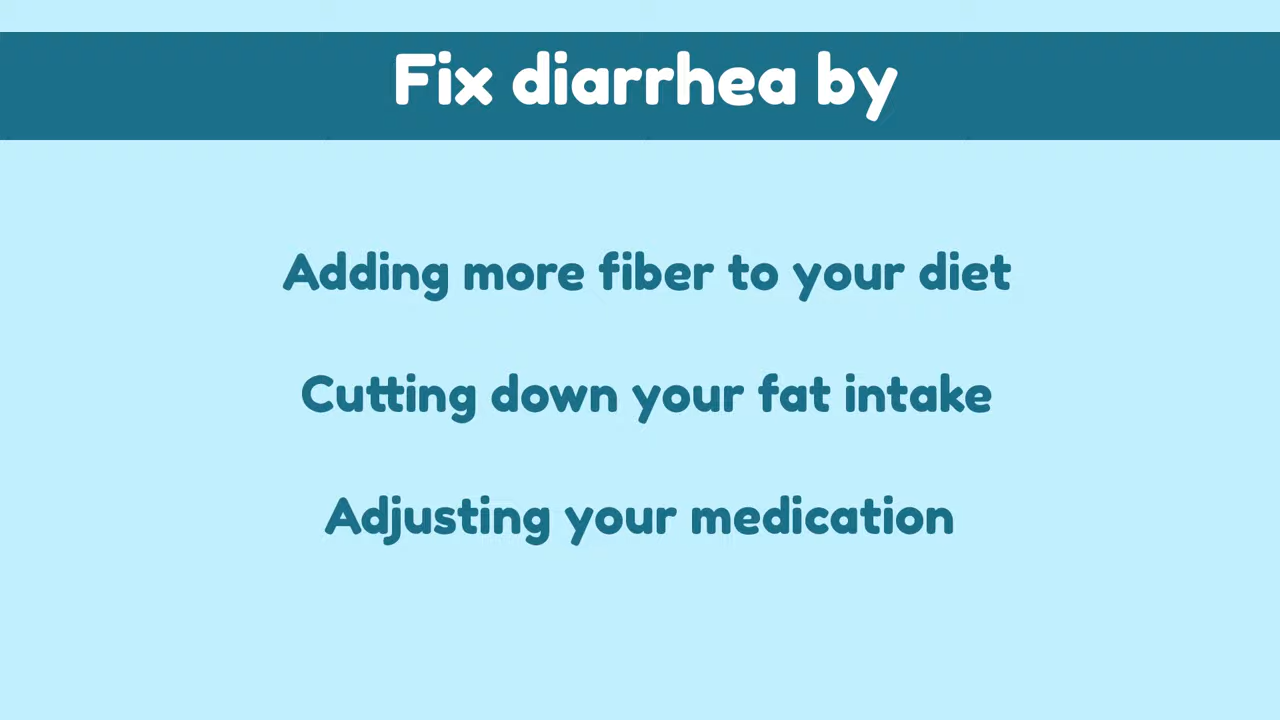 Fix diarrhea by
Adding more fiber to your diet
Cutting down your fat intake
Adjusting your medication